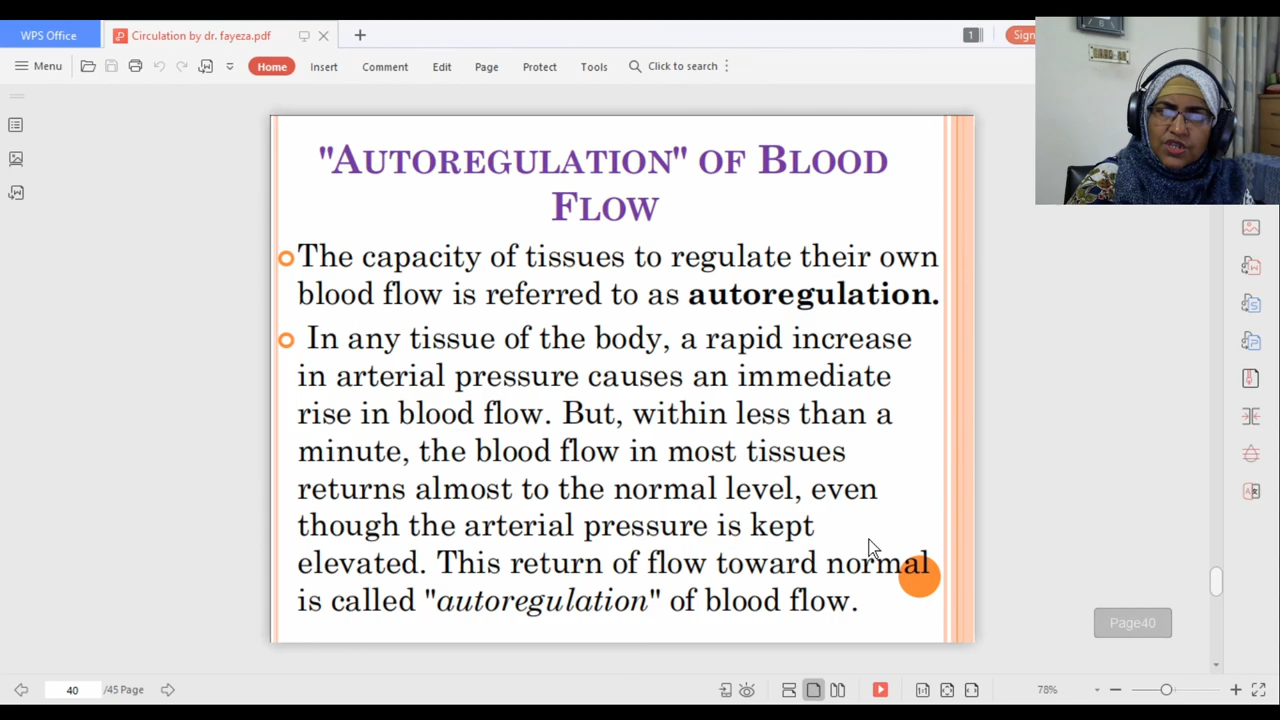 WPS Office
Circulation by dr. fayeza.pdf
1
Sign
Menu
Home
Insert
Comment
Edit
Page
Protect
Tools
Click to search
"AUTOREGULATION" OF BLOOD
FLOW
The capacity of tissues to regulate their own
blood flow is referred to as autoregulation.
In any tissue of the body, a rapid increase
in arterial pressure causes an immediate
rise in blood flow. But, within less than a
minute, the blood flow in most tissues
returns almost to the normal level, even
though the arterial pressure is kept
elevated. This return of flow toward normal
is called "autoregulation" of blood flow.
Page40
40 /45 Page
78%